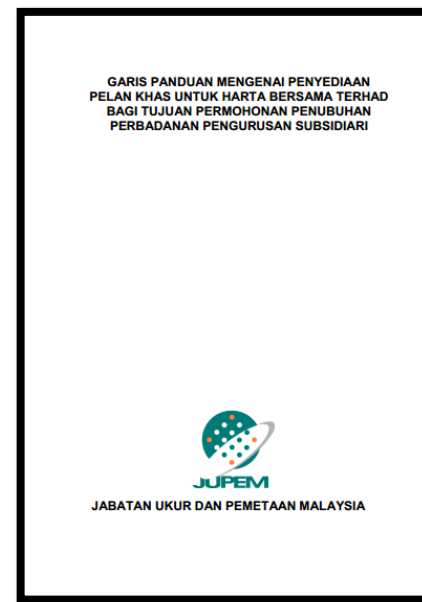 GARIS PANDUAN MENGENAI PENYEDIAAN
PELAN KHAS UNTUK HARTA BERSAMA TERHAD
BAGI TUJUAN PERMOHONAN PENUBUHAN
PERBADANAN PENGURUSAN SUBSIDIARI
JUPEM
JABATAN UKUR DAN PEMETAAN MALAYSIA